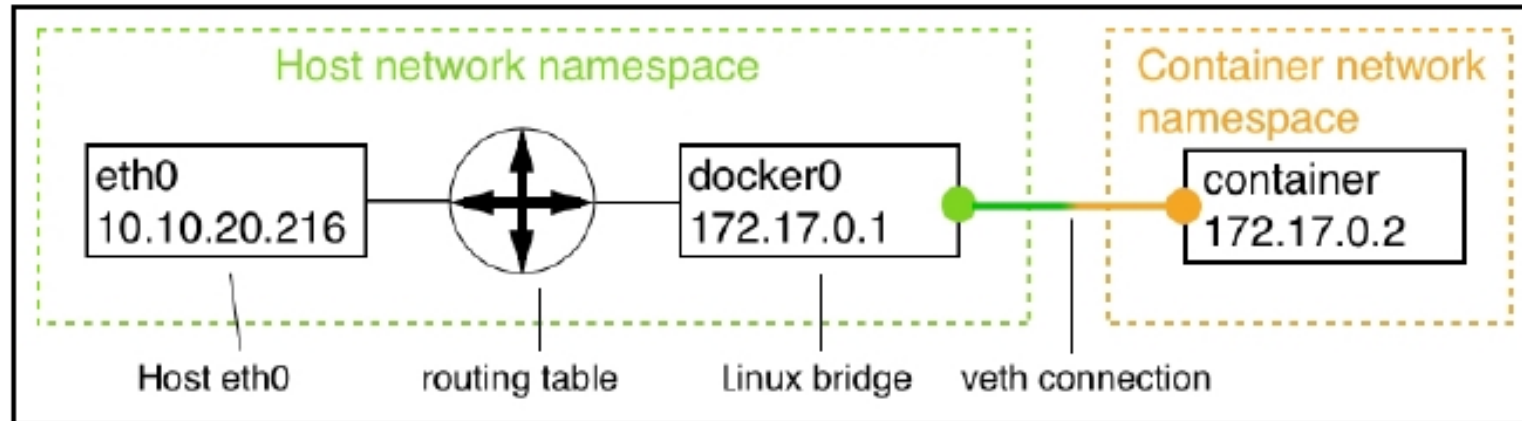 Host network namespace
Container network
namespace
eth0
10.10.20.216
docker0
172.17.0.1
container
172.17.0.2
Host eth0
routing table
Linux bridge
veth connection